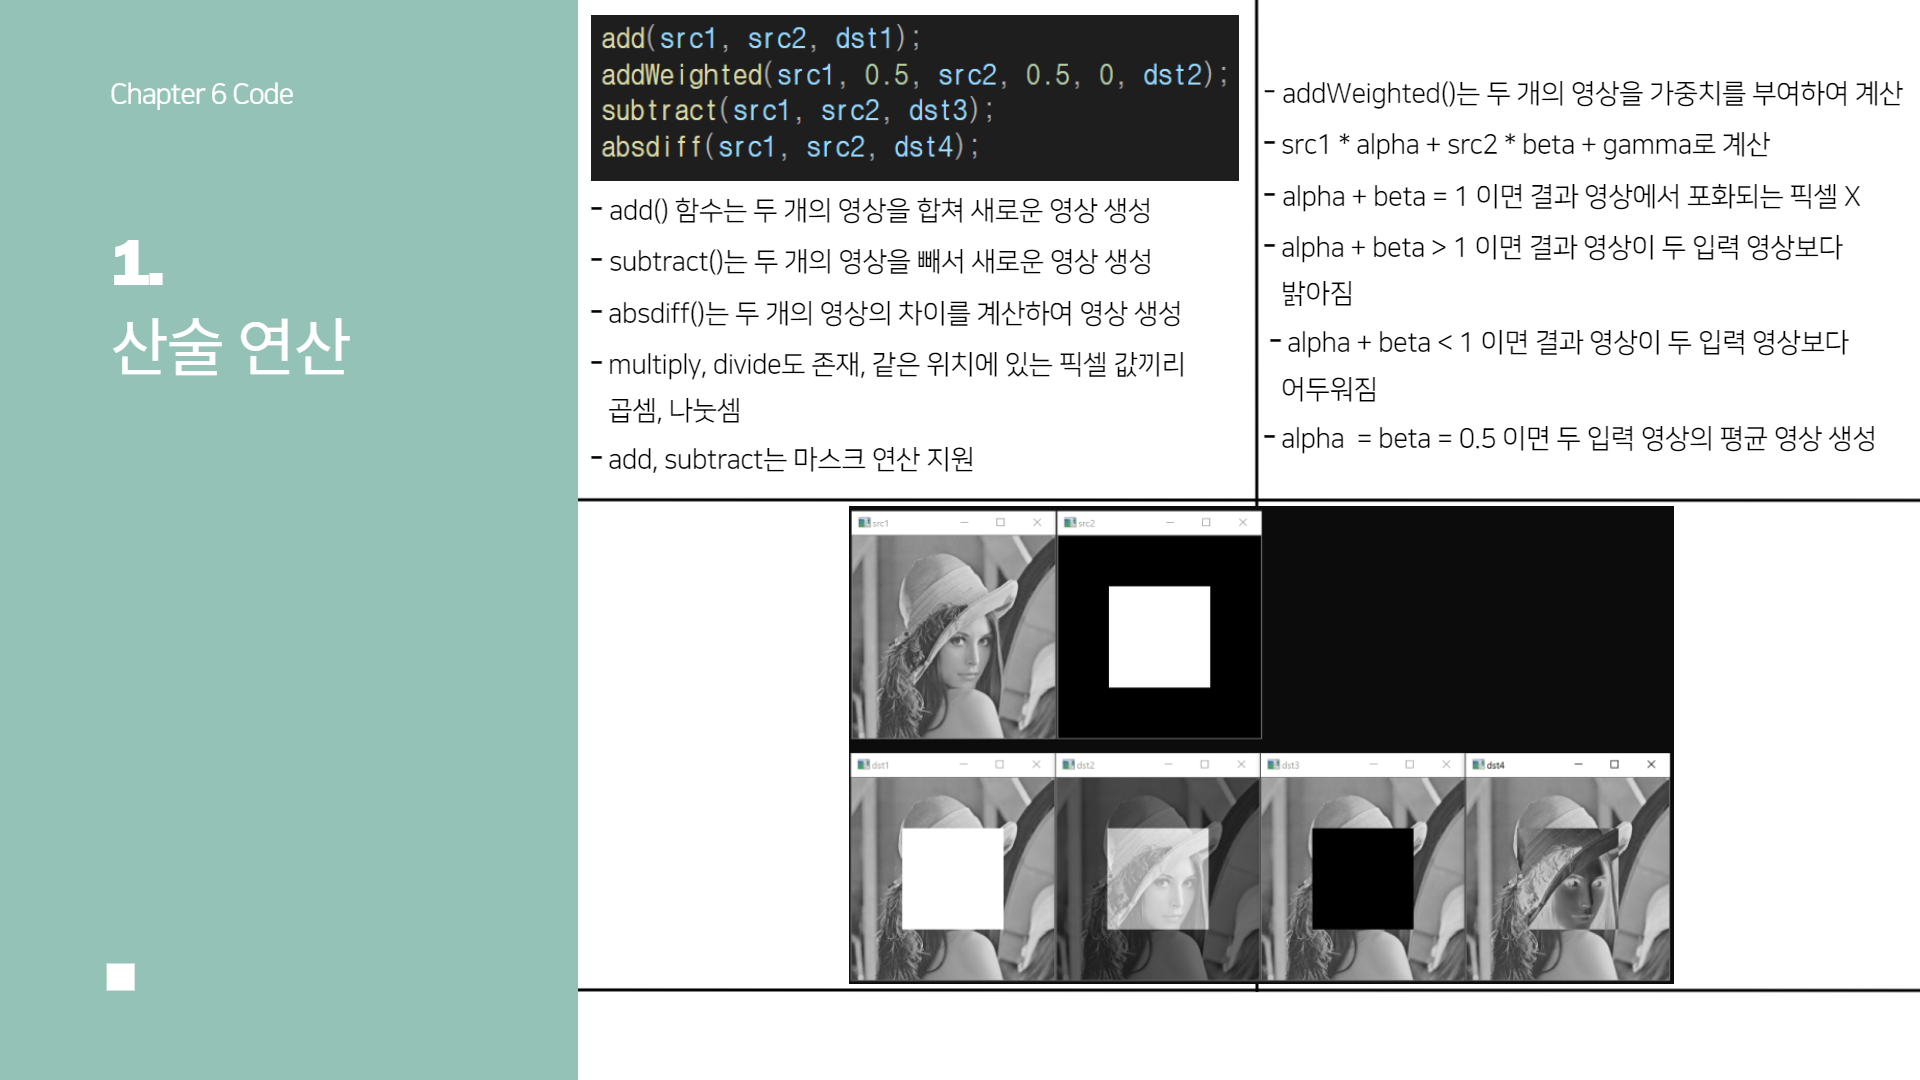 Chapter 6 Code
1.
산술 연산
add(src1, src2, dst1);
addWeighted(src1, 0.5, src2, 0.5, 0, dst2);
subtract(src1, src2, dst3);
absdiff(src1, src2, dst4);
- add() 함수는 두 개의 영상을 합쳐 새로운 영상 생성
- subtract()는 두 개의 영상을 빼서 새로운 영상 생성
- absdiff()는 두 개의 영상의 차이를 계산하여 영상 생성
- multiply, divide도 존재, 같은 위치에 있는 픽셀 값끼리
곱셈, 나눗셈
- add, subtract는 마스크 연산 지원
- addWeighted()는 두 개의 영상을 가중치를 부여하여 계산
- src1 * alpha + src2 * beta + gamma로 계산
- alpha + beta = 1 이면 결과 영상에서 포화되는 픽셀 X
- alpha + beta > 1 이면 결과 영상이 두 입력 영상보다
밝아짐
- alpha + beta < 1 이면 결과 영상이 두 입력 영상보다
어두워짐
- alpha  = beta = 0.5 이면 두 입력 영상의 평균 영상 생성
src1
src2
dst1
dst2
dst3
dst4